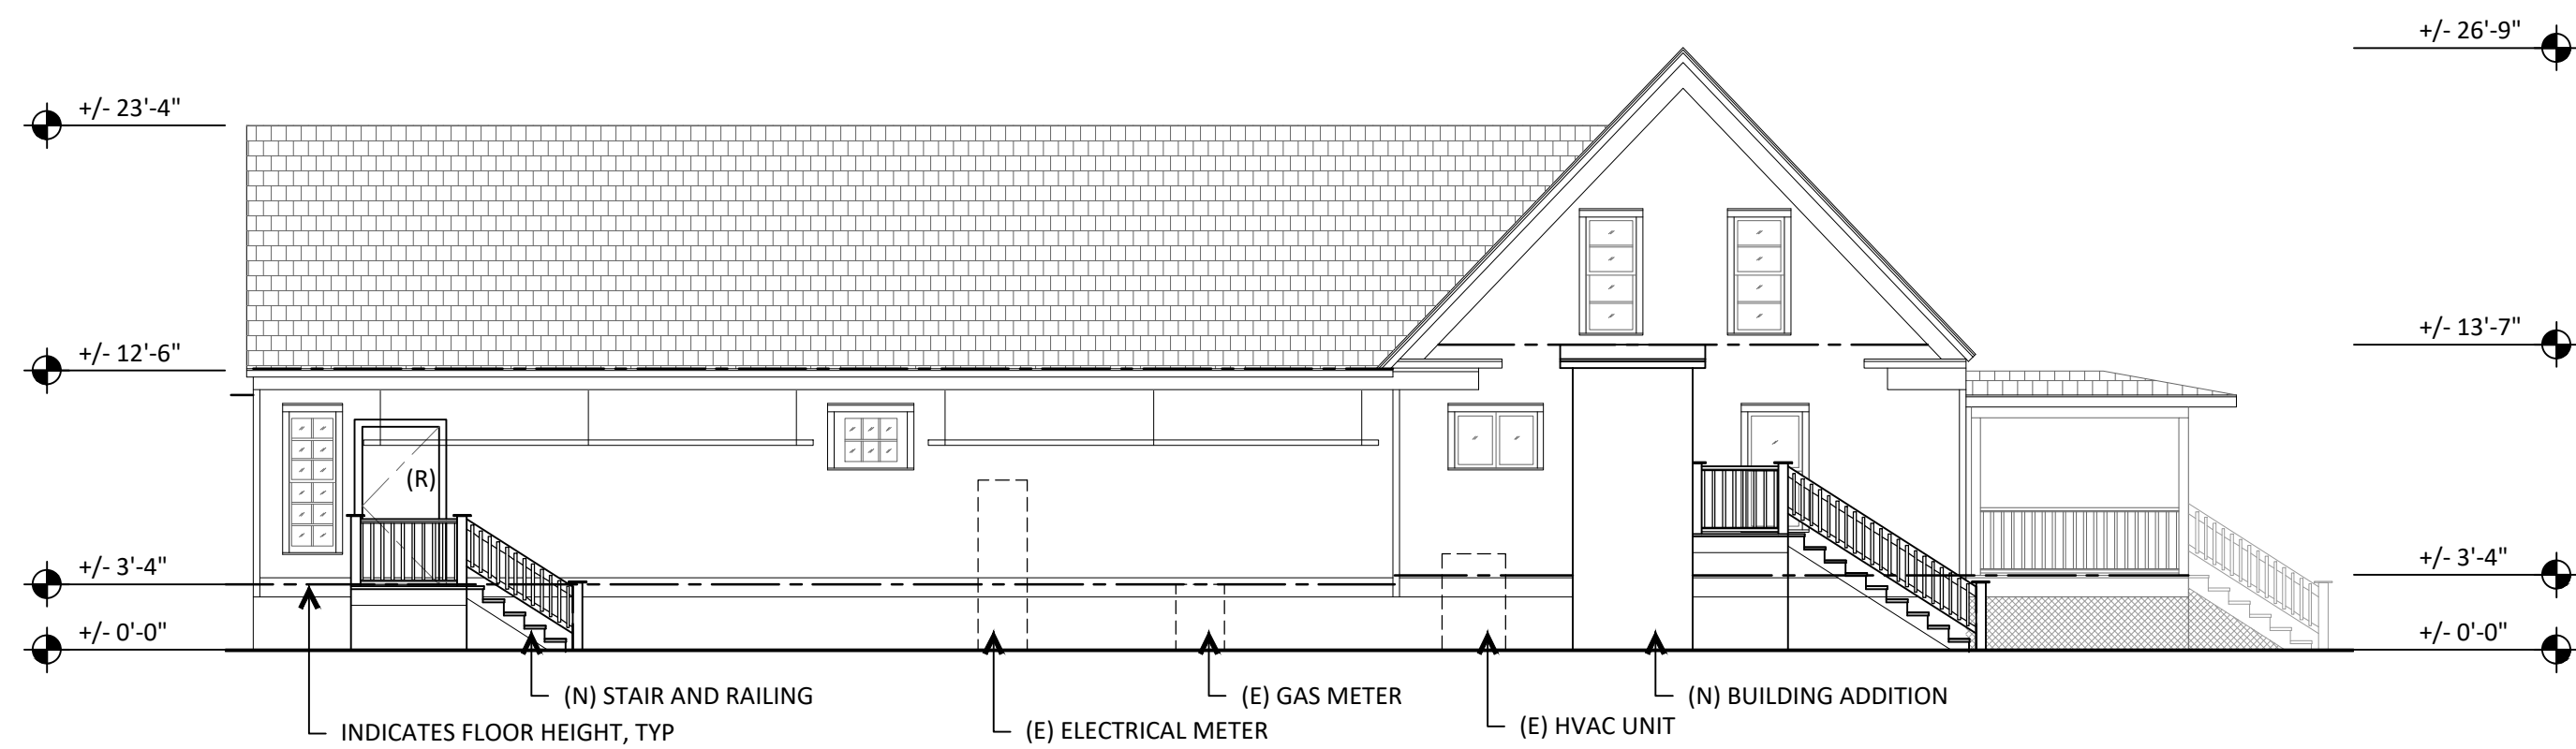 +/- 26'-9"
+/- 23'-4"
+/- 13'-7"
+/- 12'-6"
(R)
+/- 3'-4"
+/- 3'-4"
+/- 0'-0"
+/- 0'-0"
(N) STAIR AND RAILING
(E) GAS METER
(N) BUILDING ADDITION
INDICATES FLOOR HEIGHT, TYP
(E) ELECTRICAL METER
(E) HVAC UNIT